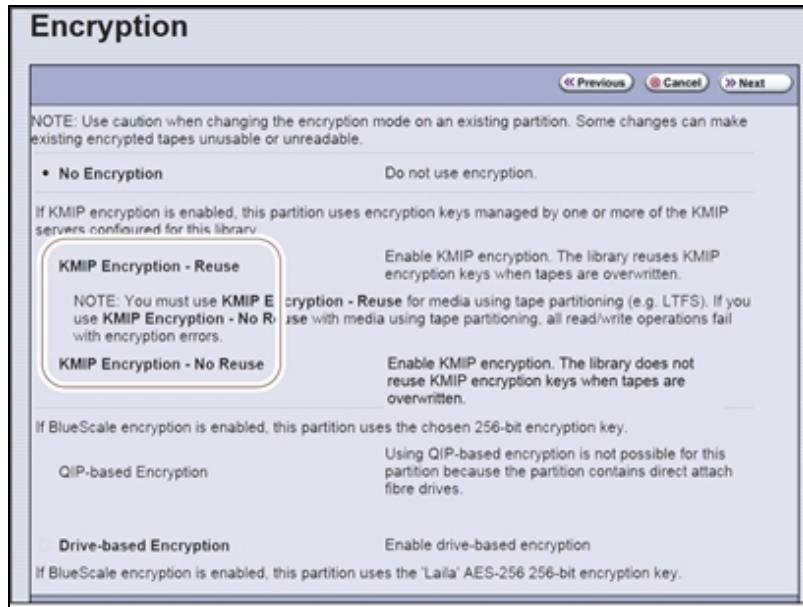 Encryption
Previous Cancel Next
NOTE: Use caution when changing the encryption mode on an existing partition. Some changes can make
existing encrypted tapes unusable or unreadable.
• No Encryption Do not use encryption.
If KMIP encryption is enabled, this partition uses encryption keys managed by one or more of the KMIP
servers configured for this library
KMIP Encryption - Reuse
Enable KMIP encryption. The library reuses KMIP
encryption keys when tapes are overwritten.
NOTE: You must use KMIP E cryption - Reuse for media using tape partitioning (e.g. LTFS). If you
use KMIP Encryption - No R use with media using tape partitioning, all read/write operations fail
with encryption errors.
KMIP Encryption - No Reuse
Enable KMIP encryption. The library does not
reuse KMIP encryption keys when tapes are
overwritten.
If BlueScale encryption is enabled, this partition uses the chosen 256-bit encryption key.
QIP-based Encryption
Using QIP-based encryption is not possible for this
partition because the partition contains direct attach
fibre drives.
Drive-based Encryption Enable drive-based encryption
If BlueScale encryption is enabled, this partition uses the 'Laila' AES-256 256-bit encryption key.